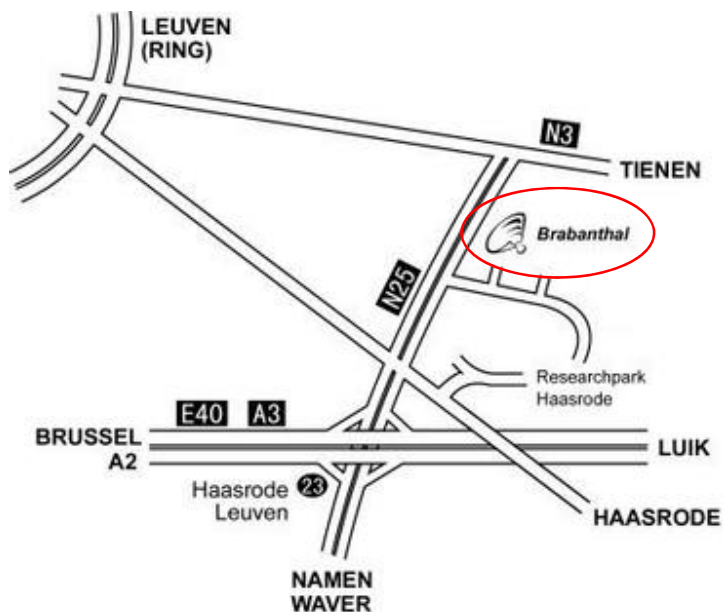 LEUVEN
(RING)
N3
TIENEN
Brabanthal
N25
Researchpark
Haasrode
E40 A3
BRUSSEL
A2
LUIK
Haasrode 23
Leuven
HAASRODE
NAMEN
WAVER